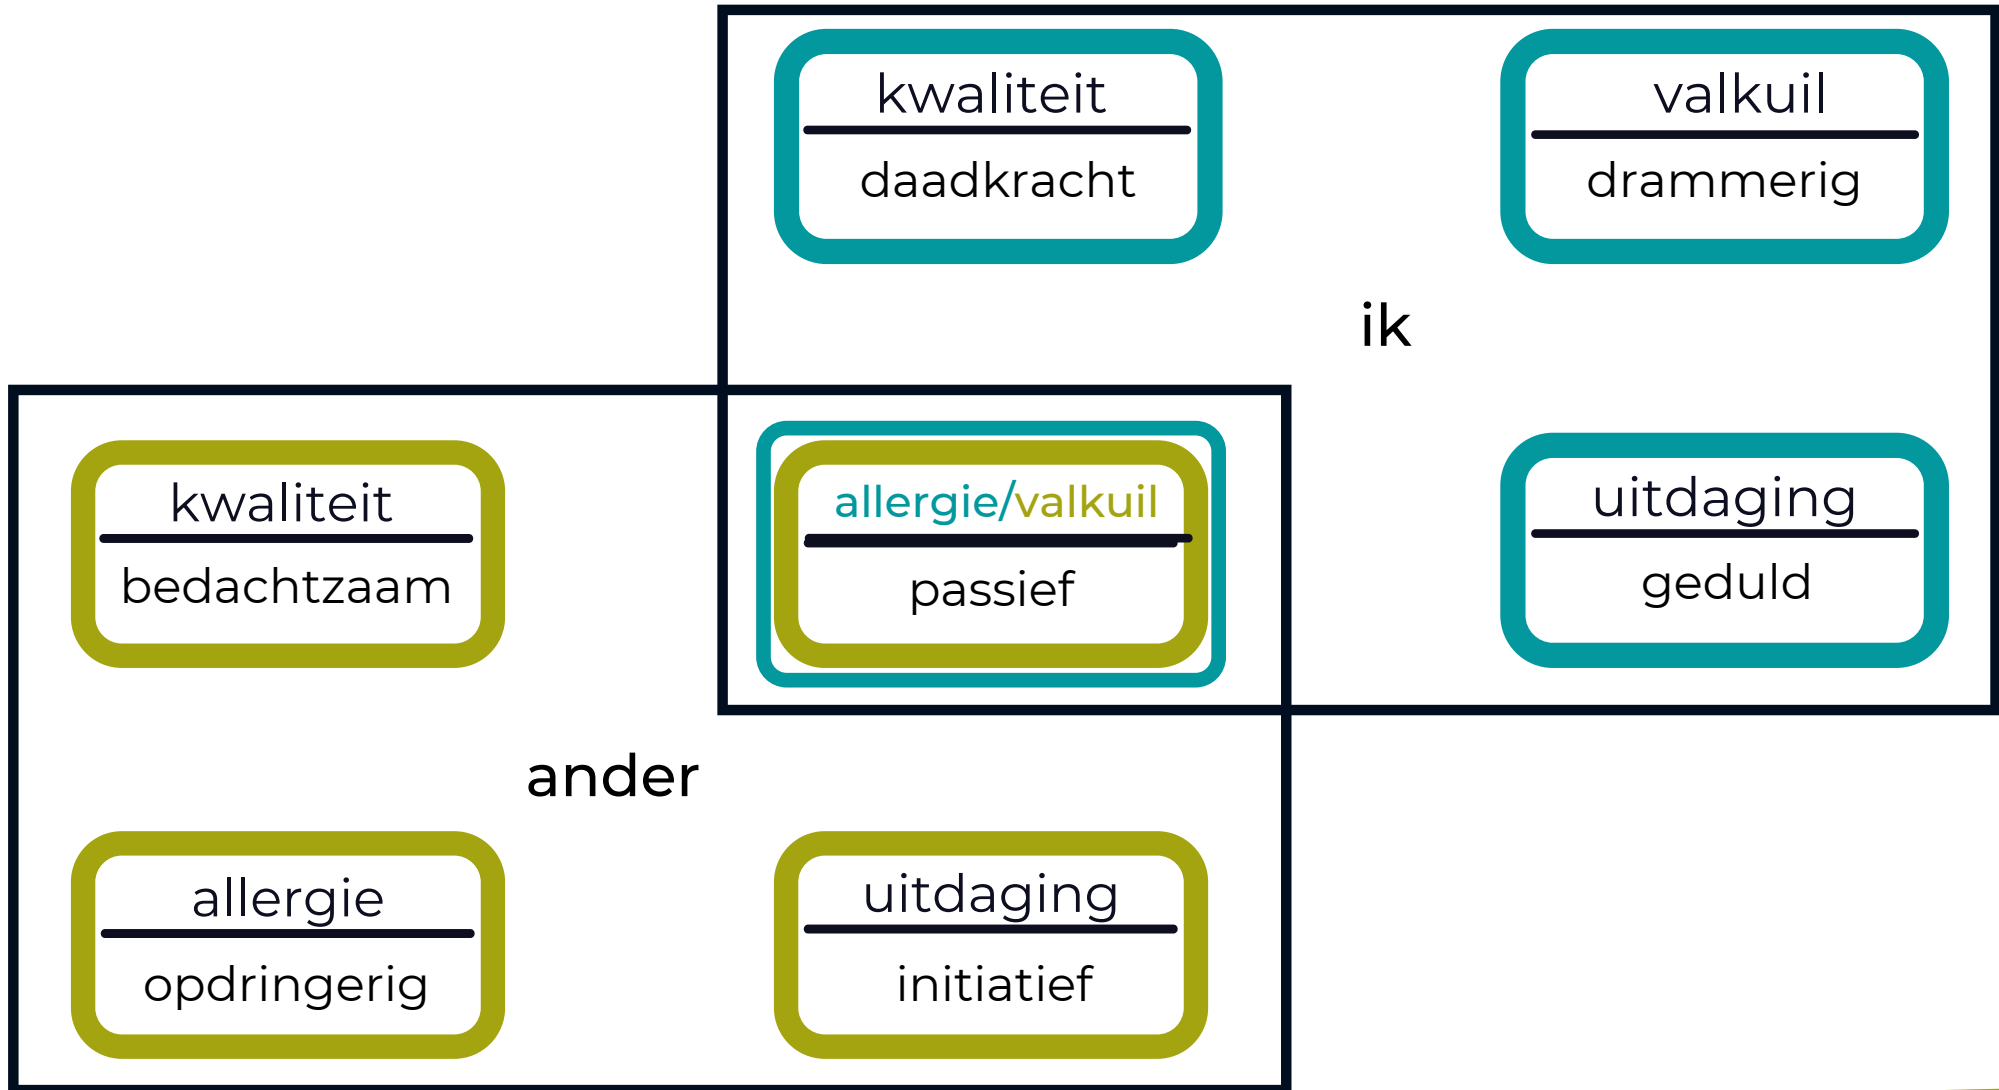 kwaliteit
daadkracht
valkuil
drammerig
ik
kwaliteit
bedachtzaam
allergie/valkuil
passief
uitdaging
geduld
ander
allergie
opdringerig
uitdaging
initiatief